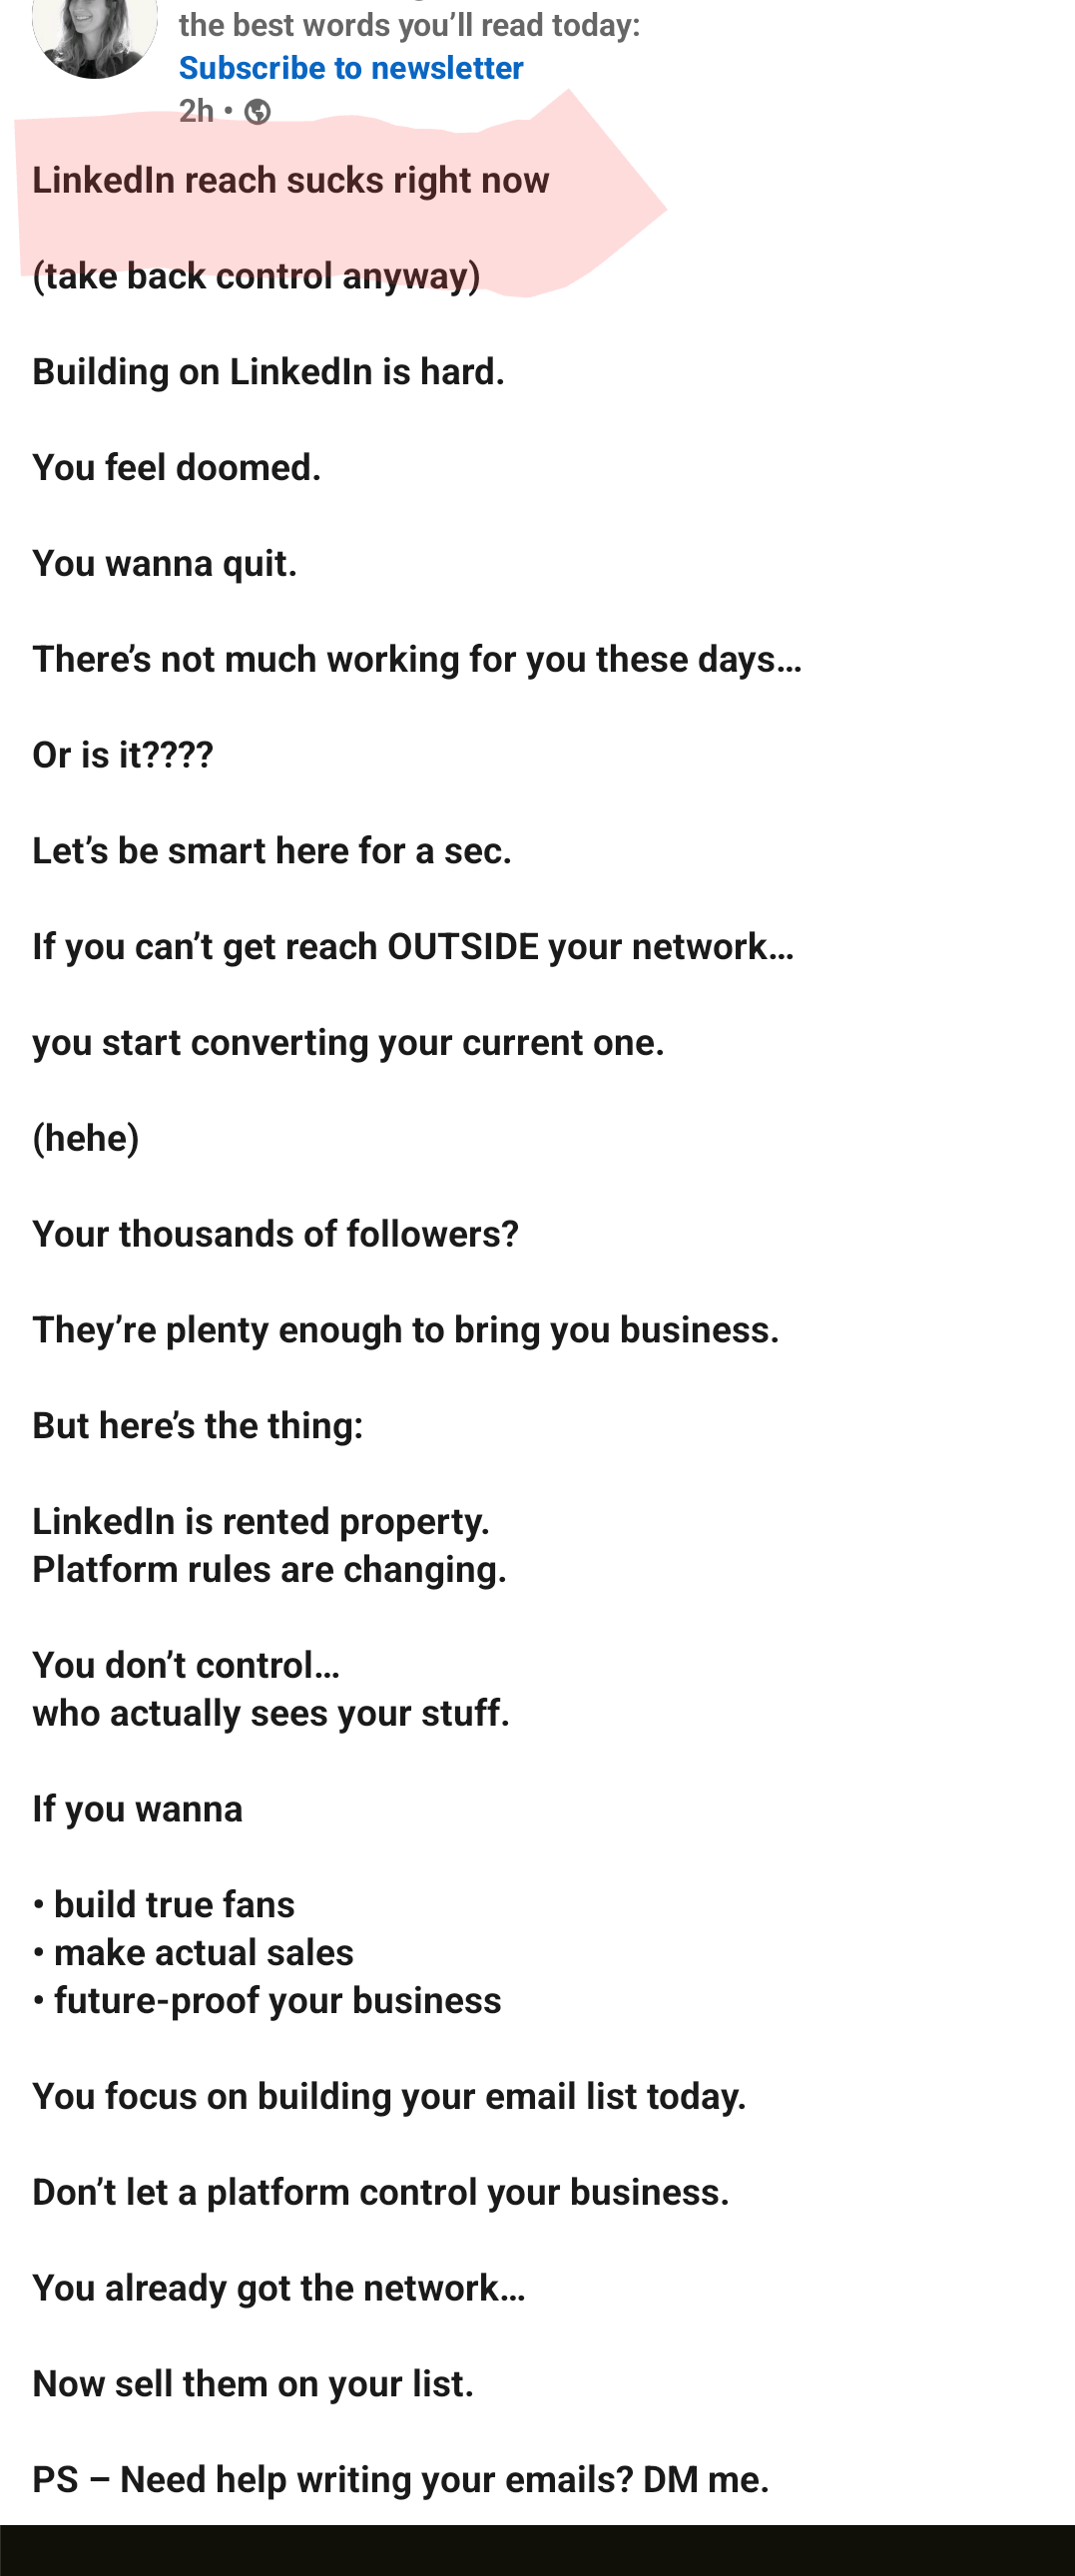 the best words you’ll read today:
Subscribe to newsletter
2h •
LinkedIn reach sucks right now
(take back control anyway)
Building on LinkedIn is hard.
You feel doomed.
You wanna quit.
There’s not much working for you these days…
Or is it????
Let’s be smart here for a sec.
If you can’t get reach OUTSIDE your network…
you start converting your current one.
(hehe)
Your thousands of followers?
They’re plenty enough to bring you business.
But here’s the thing:
LinkedIn is rented property.
Platform rules are changing.
You don’t control…
who actually sees your stuff.
If you wanna
• build true fans
• make actual sales
• future-proof your business
You focus on building your email list today.
Don’t let a platform control your business.
You already got the network…
Now sell them on your list.
PS – Need help writing your emails? DM me.